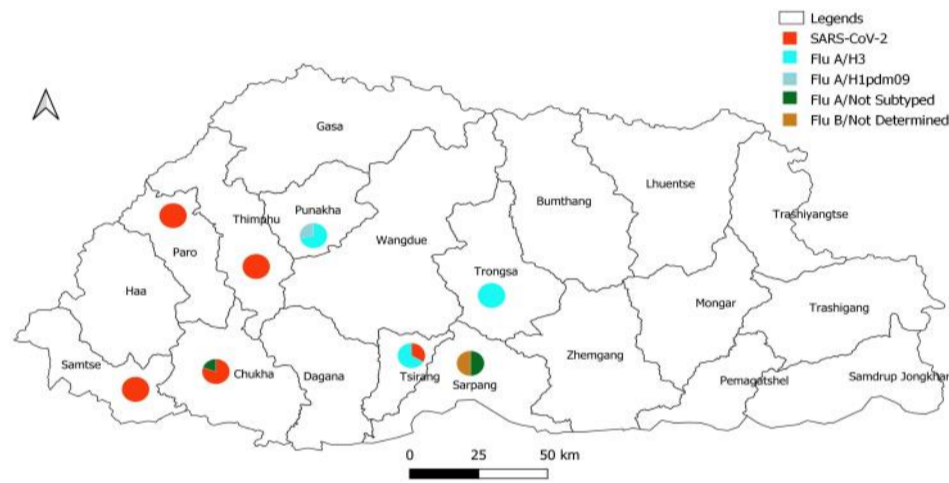 Legends
SARS-CoV-2
Flu A/H3
Flu A/H1pdm09
Flu A/Not Subtyped
Flu B/Not Determined
Gasa
Lhuentse
Bumthang
Punakha
Thimphu
Trashiyangtse
Wangdue
Paro
Trongsa
Haa
Mongar
Trashigang
Zhemgang
Samtse
Chukha
Dagana
Tsirang
Sarpang
Pemagatshel
Samdrup Jongkhar
0 25 50 km